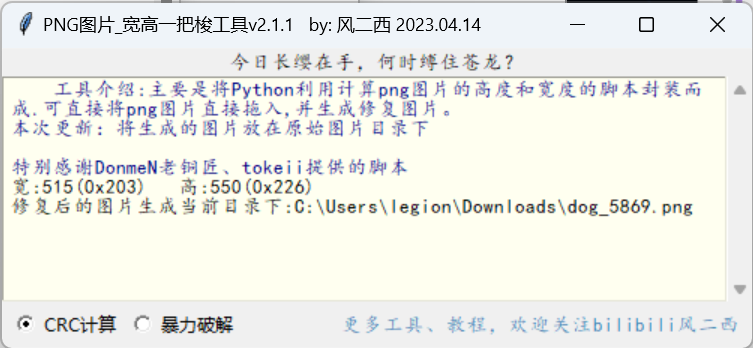 PNG图片_宽高一把梭工具v2.1.1 by: 风二西 2023.04.14
今日长缨在手，何时缚住苍龙？
工具介绍:主要是将Python利用计算png图片的高度和宽度的脚本封装而
成.可直接将png图片直接拖入,并生成修复图片。
本次更新: 将生成的图片放在原始图片目录下
特别感谢DonmeN老铜匠、tokeii提供的脚本
宽:515(0x203) 高:550(0x226)
修复后的图片生成当前目录下:C:\Users\legion\Downloads\dog_5869.png
CRC计算 暴力破解 更多工具、教程，欢迎关注bilibili风二西